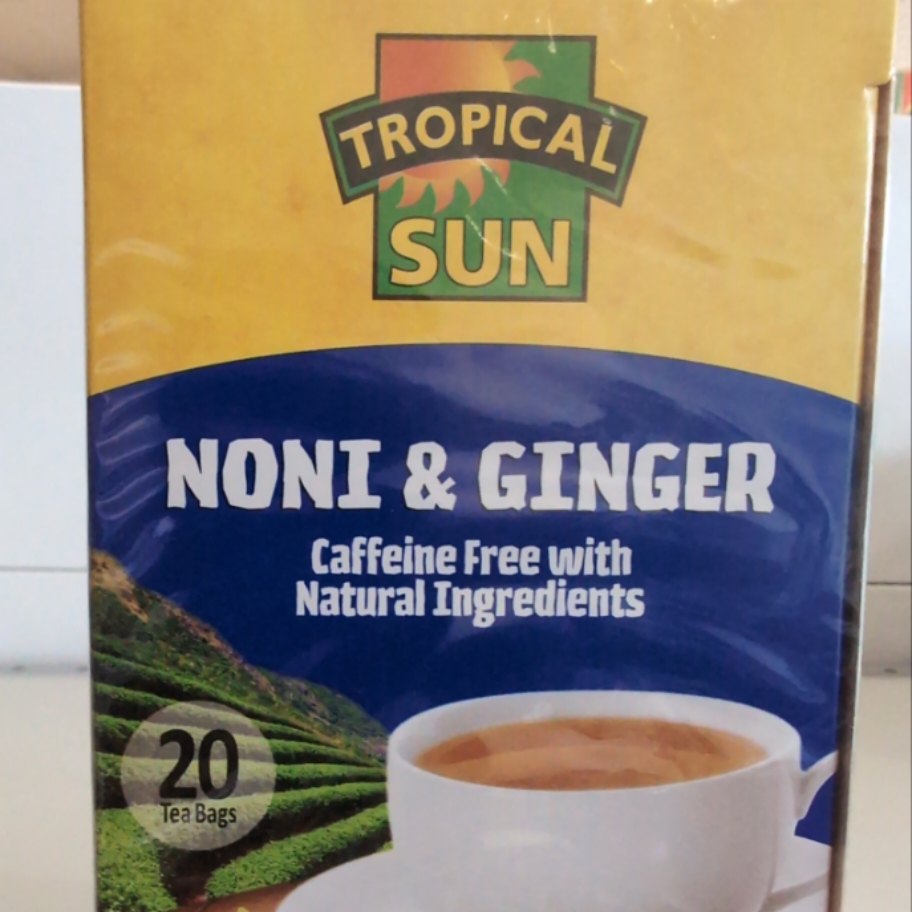 TROPICAL
SUN
NONI & GINGER
Caffeine Free with
Natural Ingredients
20
Tea Bags